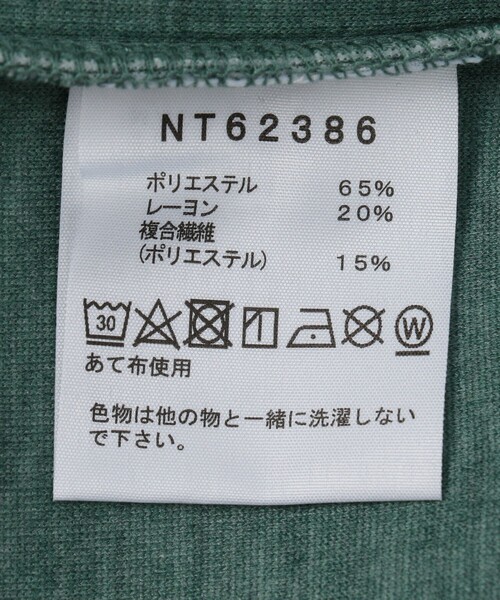 NT62386
ポリエステル 65%
レーヨン 20%
複合繊維
(ポリエステル) 15%
30 W
あて布使用
色物は他の物と一緒に洗濯しない
で下さい。